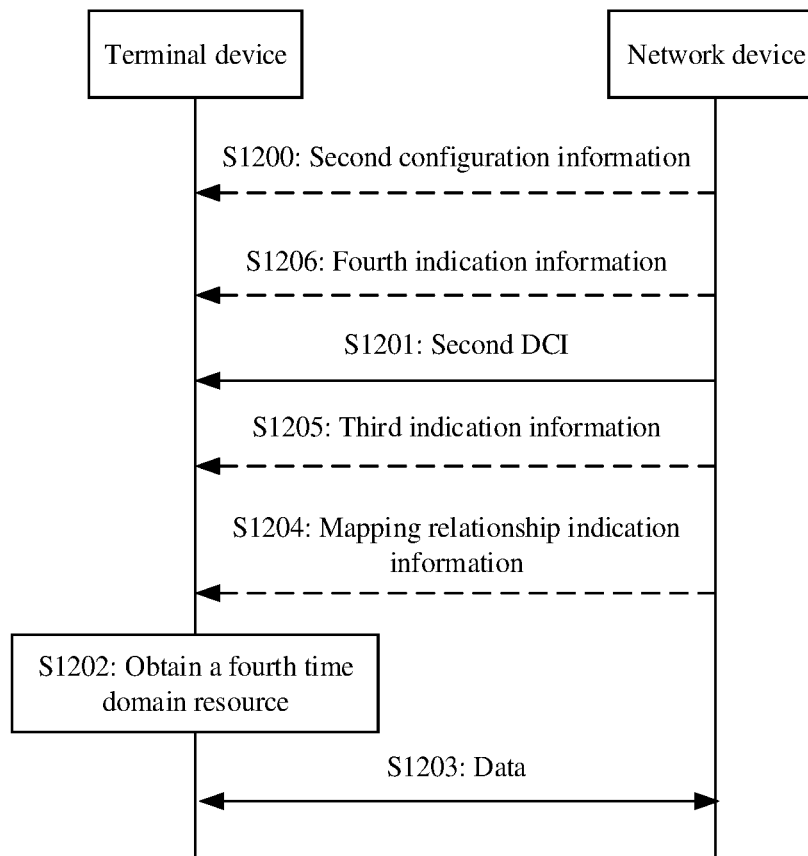 Terminal device
Network device
S1200: Second configuration information
S1206: Fourth indication information
S1201: Second DCI
S1205: Third indication information
S1204: Mapping relationship indication
information
S1202: Obtain a fourth time
domain resource
S1203: Data